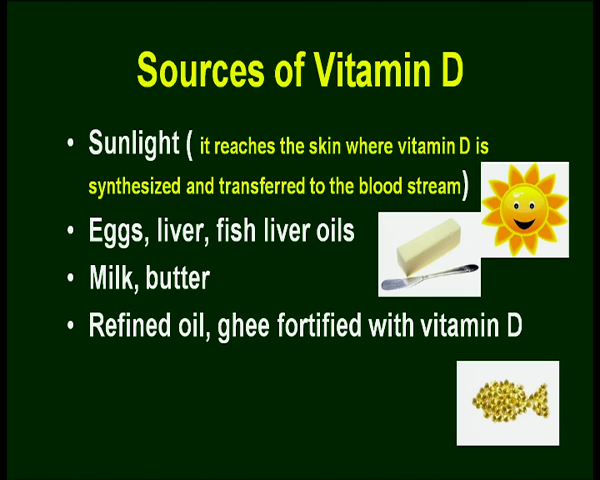 Sources of Vitamin D
• Sunlight ( it reaches the skin where vitamin D is
synthesized and transferred to the blood stream)
• Eggs, liver, fish liver oils
• Milk, butter
• Refined oil, ghee fortified with vitamin D